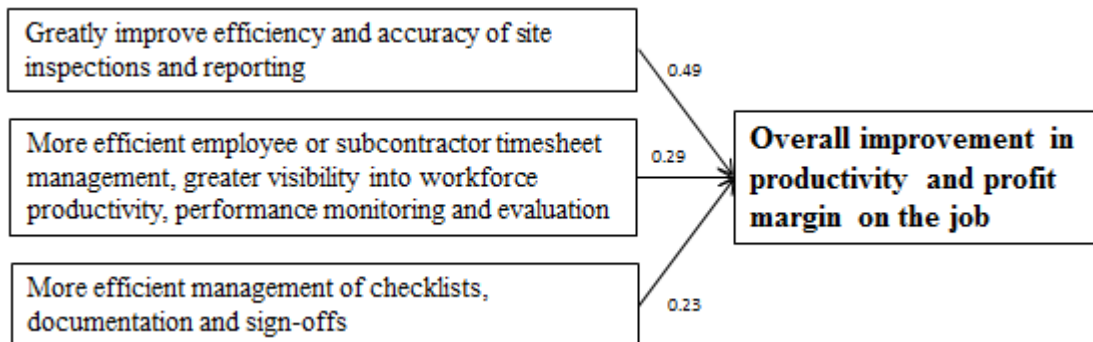 Greatly improve efficiency and accuracy of site
inspections and reporting
0.49
More efficient employee or subcontractor timesheet
management, greater visibility into workforce
productivity, performance monitoring and evaluation
0.29
More efficient management of checklists,
documentation and sign-offs
0.23
Overall improvement in
productivity and profit
margin on the job